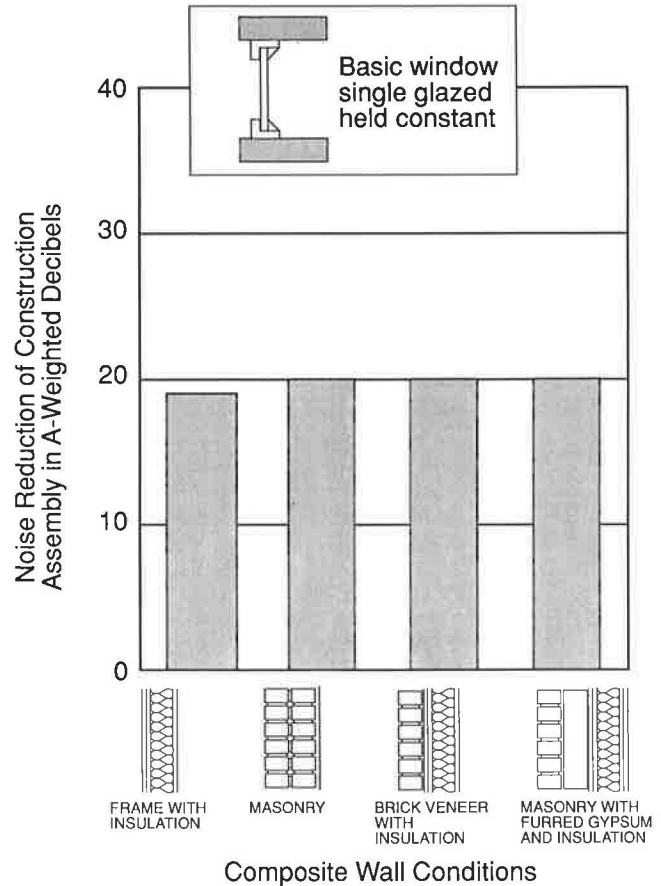 Basic window
single glazed
held constant
Noise Reduction of Construction
Assembly in A-Weighted Decibels
40
30
20
10
0
FRAME WITH
INSULATION
MASONRY
BRICK VENEER
WITH
INSULATION
MASONRY WITH
FURRED GYPSUM
AND INSULATION
Composite Wall Conditions